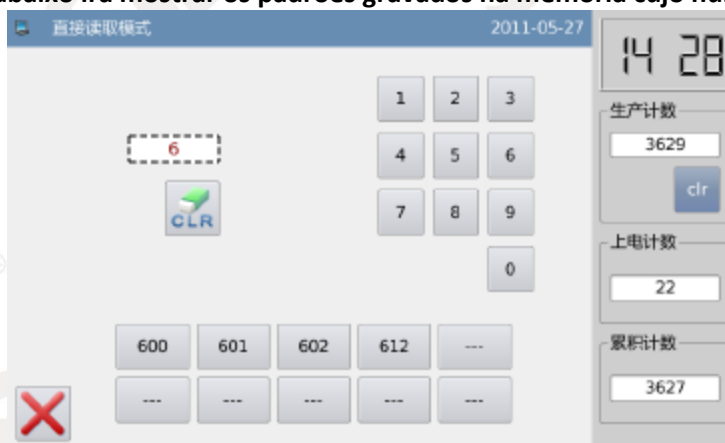 abaixo irá mostrar os padrões gravados na memória cujo
直接读取模式 2011-05-27
14 28
1 2 3
生产计数
6
3629
4 5 6
clr
CLR
7 8 9
上电计数
0
22
600 601 602 612 ---
累积计数
--- --- --- --- ---
3627